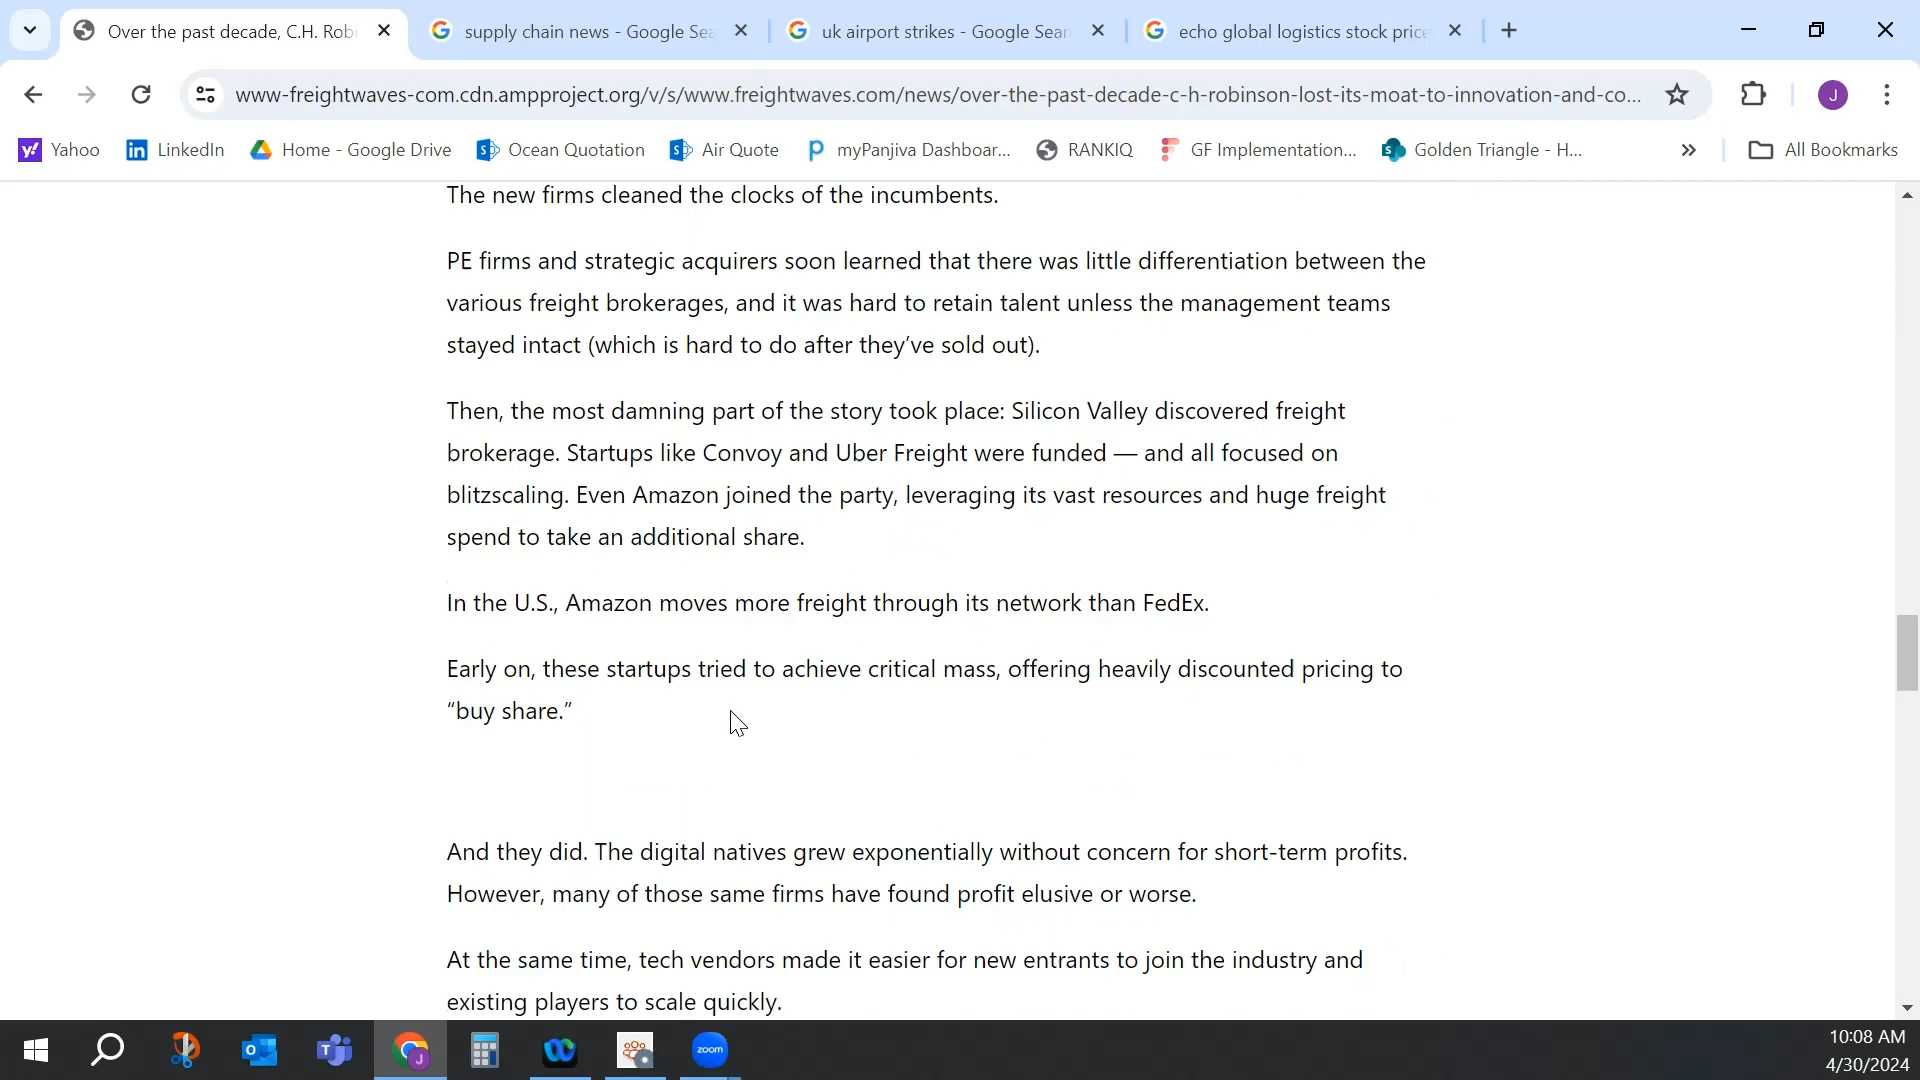 Over the past decade, C.H. Robi
supply chain news - Google Sea
uk airport strikes - Google Sear
echo global logistics stock price
www-freightwaves-com.cdn.ampproject.org/v/s/www.freightwaves.com/news/over-the-past-decade-c-h-robinson-lost-its-moat-to-innovation-and-co...
J
Yahoo
LinkedIn
Home - Google Drive
Ocean Quotation
Air Quote
myPanjiva Dashboar...
RANKIQ
GF Implementation...
Golden Triangle - H...
All Bookmarks
The new firms cleaned the clocks of the incumbents.
PE firms and strategic acquirers soon learned that there was little differentiation between the
various freight brokerages, and it was hard to retain talent unless the management teams
stayed intact (which is hard to do after they’ve sold out).
Then, the most damning part of the story took place: Silicon Valley discovered freight
brokerage. Startups like Convoy and Uber Freight were funded — and all focused on
blitzscaling. Even Amazon joined the party, leveraging its vast resources and huge freight
spend to take an additional share.
In the U.S., Amazon moves more freight through its network than FedEx.
Early on, these startups tried to achieve critical mass, offering heavily discounted pricing to
“buy share.”
And they did. The digital natives grew exponentially without concern for short-term profits.
However, many of those same firms have found profit elusive or worse.
At the same time, tech vendors made it easier for new entrants to join the industry and
existing players to scale quickly.
zoom
10:08 AM
4/30/2024